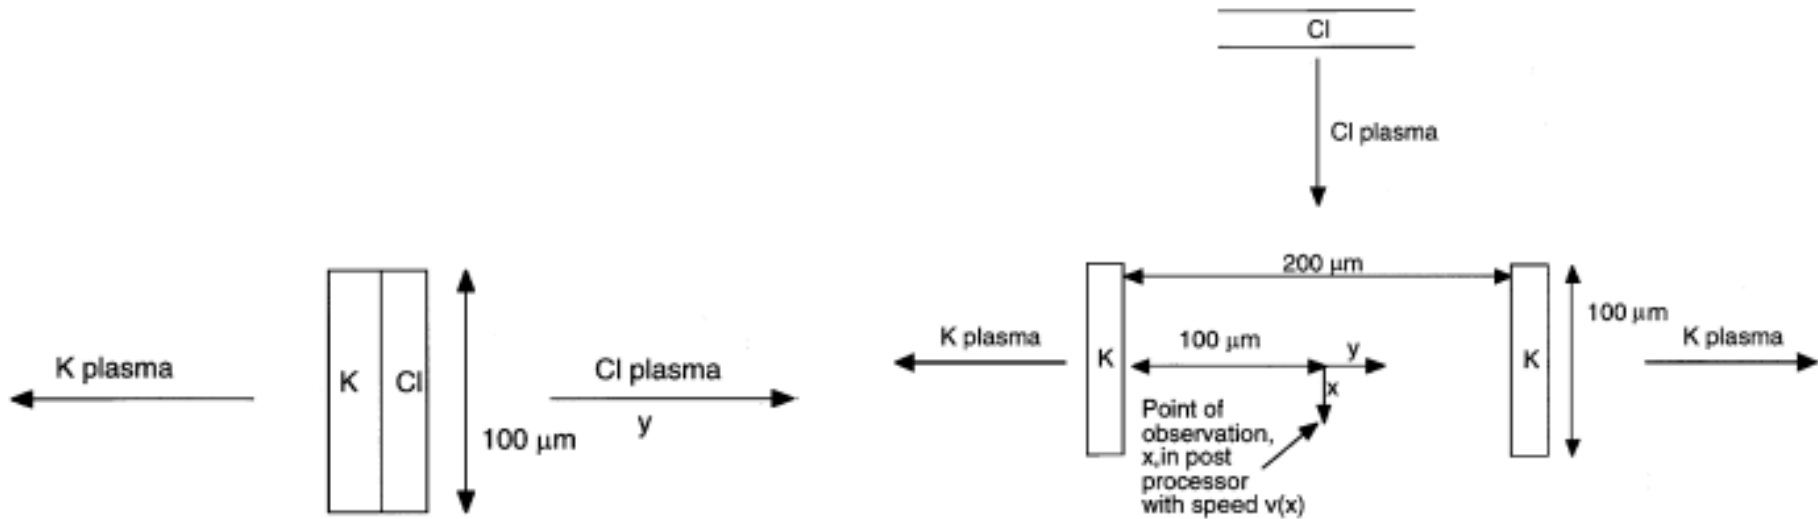 K plasma
K
Cl
100 μm
Cl plasma
y
Cl
Cl plasma
200 μm
K plasma
K
100 μm
y
x
Point of
observation,
x,in post
processor
with speed v(x)
K
100 μm
K plasma